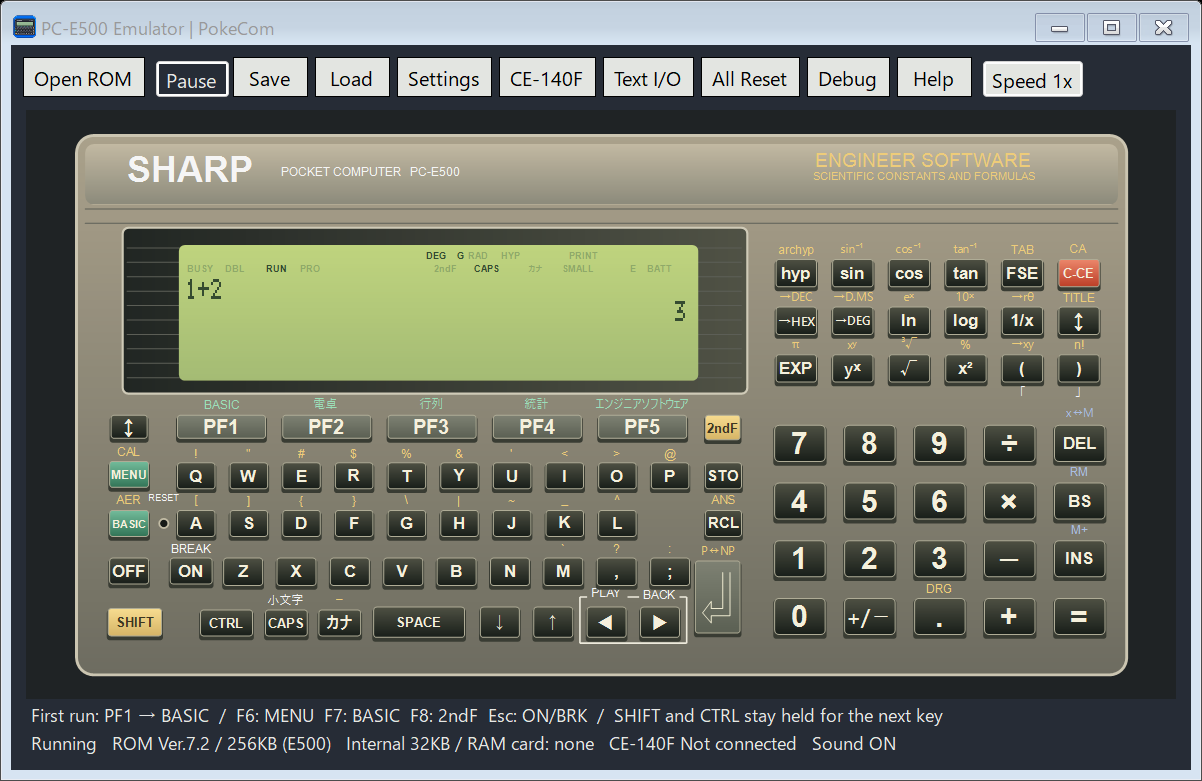 PC-E500 Emulator | PokeCom
Open ROM Pause Save Load Settings CE-140F Text I/O All Reset Debug Help Speed 1x
SHARP POCKET COMPUTER PC-E500
ENGINEER SOFTWARE
SCIENTIFIC CONSTANTS AND FORMULAS
DEG G RAD HYP PRINT
BUSY DBL RUN PRO 2ndF CAPS カナ SMALL E BATT
1+2
3
archyp sin⁻¹ cos⁻¹ tan⁻¹ TAB CA
hyp sin cos tan FSE C-CE
→DEC →D.MS eˣ 10ˣ →rθ TITLE
→HEX →DEG ln log 1/x ↕
π xʸ ³√ % →xy n!
EXP yˣ √ x² ( )
「 」
BASIC 電卓 行列 統計 エンジニアソフトウェア
↕ PF1 PF2 PF3 PF4 PF5 2ndF
CAL ! " # $ % & ' < > @
MENU Q W E R T Y U I O P STO
AER RESET [ ] { } \ | ~ _ ^ ANS
BASIC A S D F G H J K L RCL
BREAK ` ? : P↔NP
OFF ON Z X C V B N M , ;
小文字 – PLAY BACK
SHIFT CTRL CAPS カナ SPACE ↓ ↑ ◀ ▶
x↔M
7 8 9 ÷ DEL
RM
4 5 6 × BS
M+
1 2 3 — INS
DRG
0 +/− . + =
First run: PF1 → BASIC / F6: MENU F7: BASIC F8: 2ndF Esc: ON/BRK / SHIFT and CTRL stay held for the next key
Running ROM Ver.7.2 / 256KB (E500) Internal 32KB / RAM card: none CE-140F Not connected Sound ON